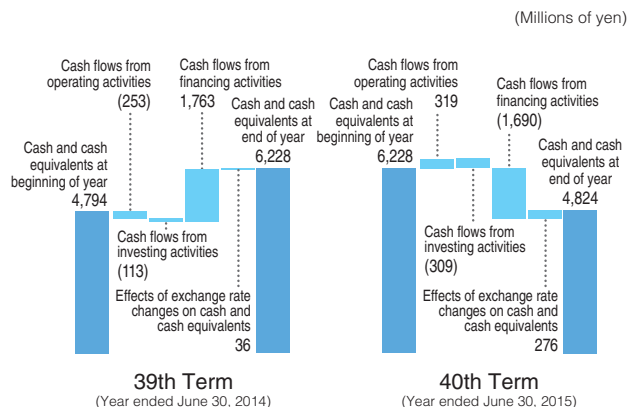 (Millions of yen)
Cash flows from
operating activities
(253)
Cash flows from
financing activities
1,763
Cash and cash
equivalents at
beginning of year
4,794
Cash and cash
equivalents at
end of year
6,228
Cash flows from
investing activities
(113)
Effects of exchange rate
changes on cash and
cash equivalents
36
39th Term
(Year ended June 30, 2014)
Cash flows from
operating activities
319
Cash and cash
equivalents at
beginning of year
6,228
Cash flows from
financing activities
(1,690)
Cash and cash
equivalents at
end of year
4,824
Cash flows from
investing activities
(309)
Effects of exchange rate
changes on cash and
cash equivalents
276
40th Term
(Year ended June 30, 2015)